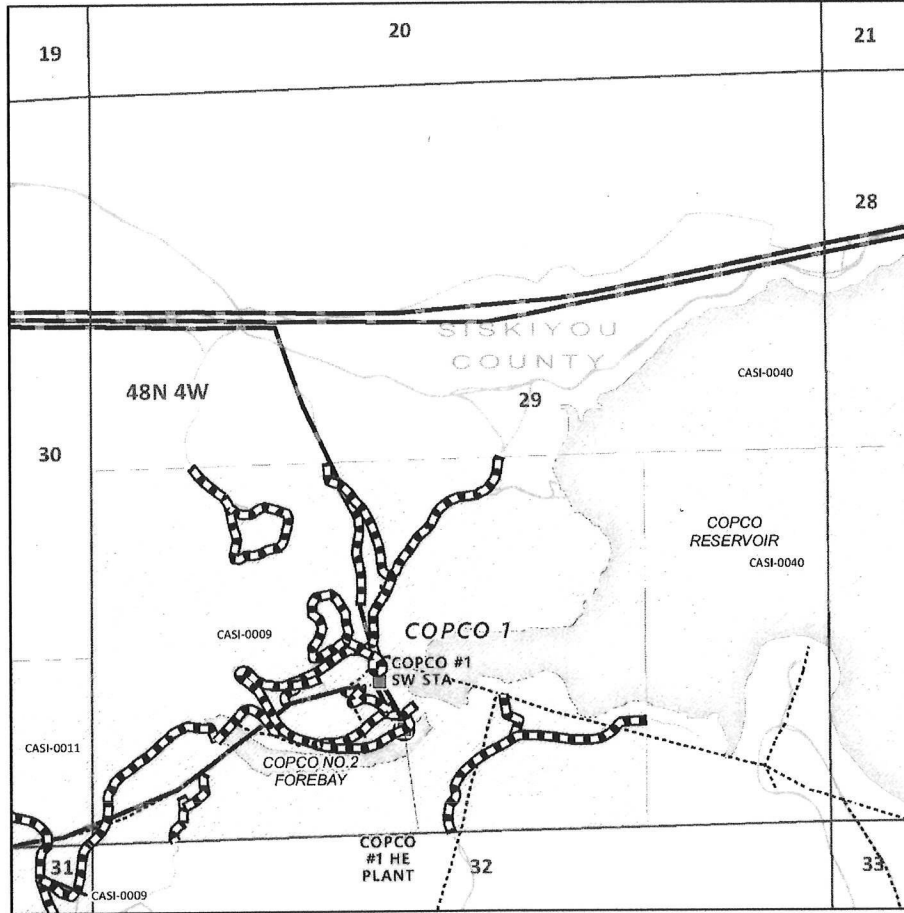 19
20
21
28
SISKIYOU
COUNTY
CASI-0040
48N 4W
29
30
COPCO
RESERVOIR
CASI-0040
CASI-0009
COPCO 1
COPCO #1
SW STA
CASI-0011
COPCO NO.2
FOREBAY
COPCO
#1 HE
PLANT
31
32
33
CASI-0009